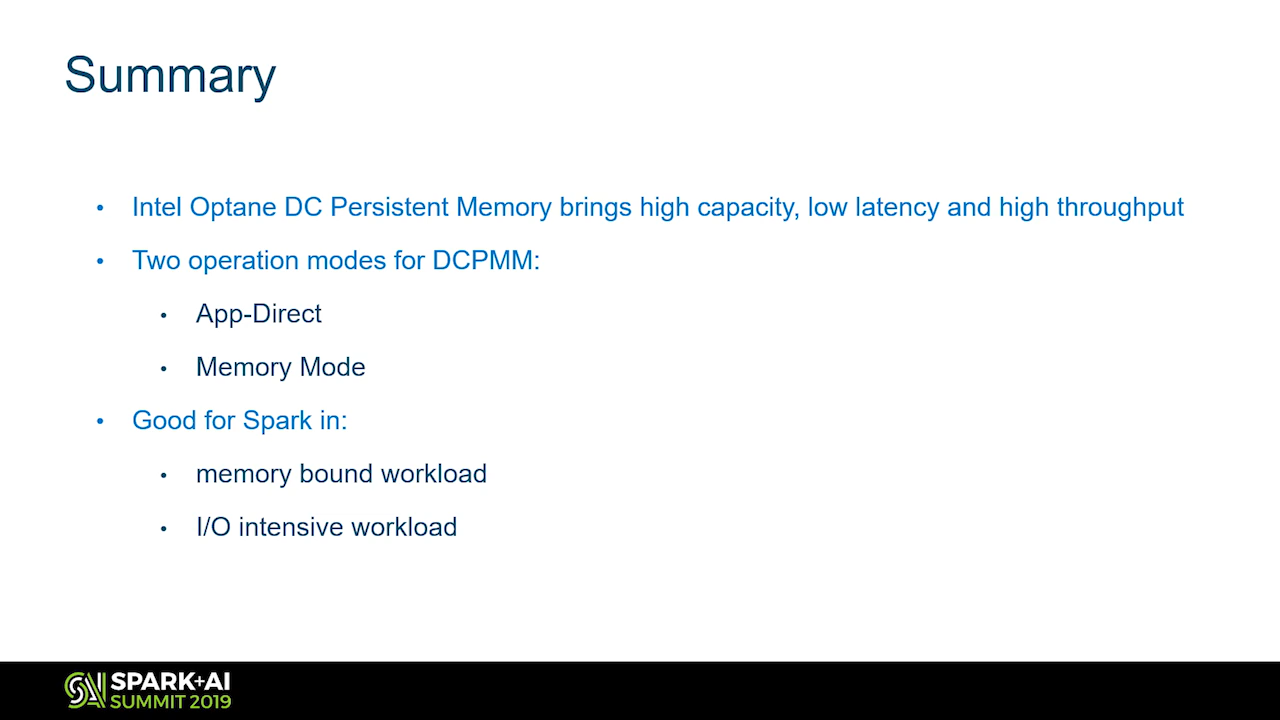 Summary
• Intel Optane DC Persistent Memory brings high capacity, low latency and high throughput
• Two operation modes for DCPMM:
• App-Direct
• Memory Mode
• Good for Spark in:
• memory bound workload
• I/O intensive workload
SPARK+AI
SUMMIT 2019